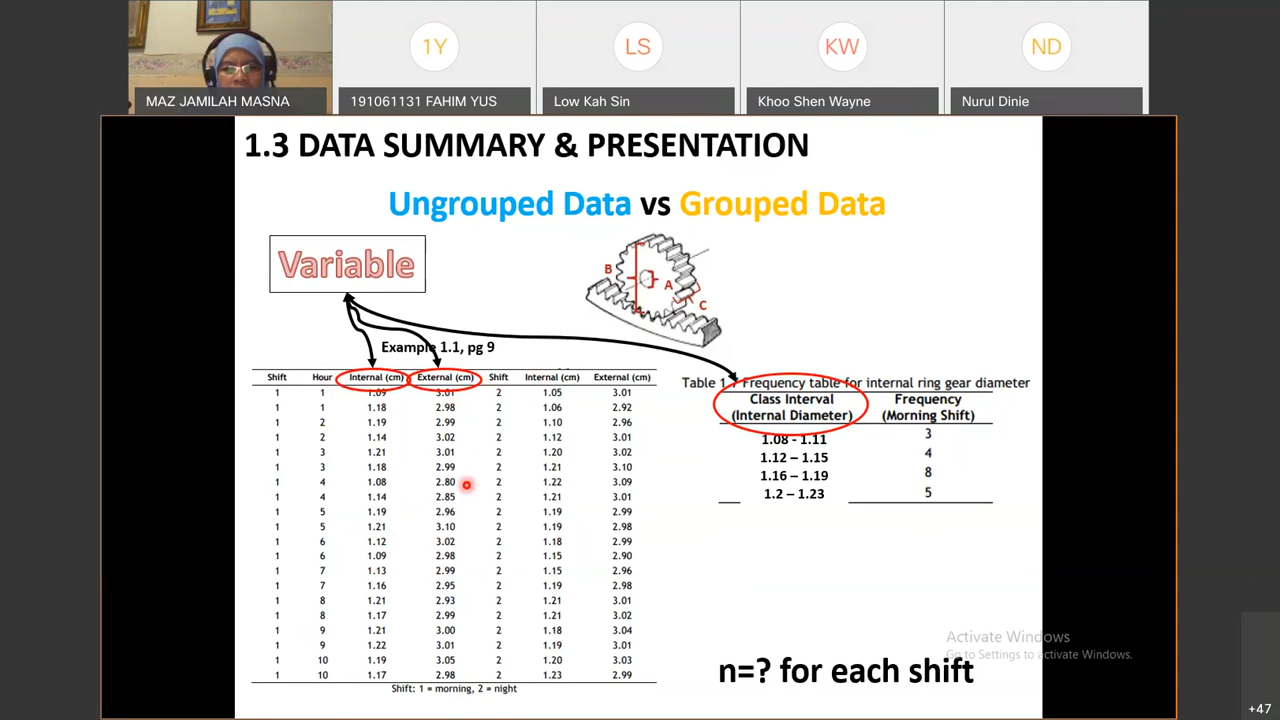 1Y
LS
KW
ND
MAZ JAMILAH MASNA
191061131 FAHIM YUS
Low Kah Sin
Khoo Shen Wayne
Nurul Dinie
1.3 DATA SUMMARY & PRESENTATION
Ungrouped Data vs Grouped Data
Variable
B
A
C
Example 1.1, pg 9
Shift Hour Internal (cm) External (cm) Shift Internal (cm) External (cm)
1 1 1.09 3.01 2 1.05 3.01
1 1 1.18 2.98 2 1.06 2.92
1 2 1.19 2.99 2 1.10 2.96
1 2 1.14 3.02 2 1.12 3.01
1 3 1.21 3.01 2 1.20 3.02
1 3 1.18 2.99 2 1.21 3.10
1 4 1.08 2.80 2 1.22 3.09
1 4 1.14 2.85 2 1.21 3.01
1 5 1.19 2.96 2 1.19 2.99
1 5 1.21 3.10 2 1.19 2.98
1 6 1.12 3.02 2 1.18 2.99
1 6 1.09 2.98 2 1.15 2.90
1 7 1.13 2.99 2 1.15 2.96
1 7 1.16 2.95 2 1.19 2.98
1 8 1.21 2.93 2 1.21 3.01
1 8 1.17 2.99 2 1.21 3.02
1 9 1.21 3.00 2 1.18 3.04
1 9 1.22 3.01 2 1.19 3.01
1 10 1.19 3.05 2 1.20 3.03
1 10 1.17 2.98 2 1.23 2.99
Shift: 1 = morning, 2 = night
Frequency table for internal ring gear diameter
Class Interval Frequency
(Internal Diameter) (Morning Shift)
1.08 - 1.11 3
1.12 – 1.15 4
1.16 – 1.19 8
1.2 – 1.23 5
Activate Windows
Go to Settings to activate Windows.
n=? for each shift
+47